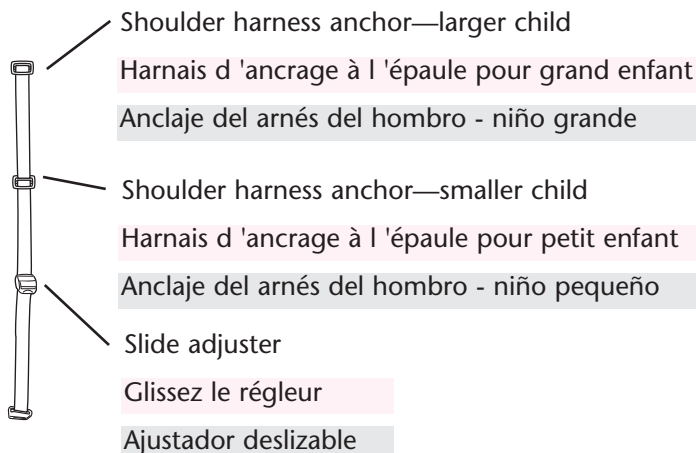 Shoulder harness anchor—larger child
Harnais d 'ancrage à l 'épaule pour grand enfant
Anclaje del arnés del hombro - niño grande
Shoulder harness anchor—smaller child
Harnais d 'ancrage à l 'épaule pour petit enfant
Anclaje del arnés del hombro - niño pequeño
Slide adjuster
Glissez le régleur
Ajustador deslizable